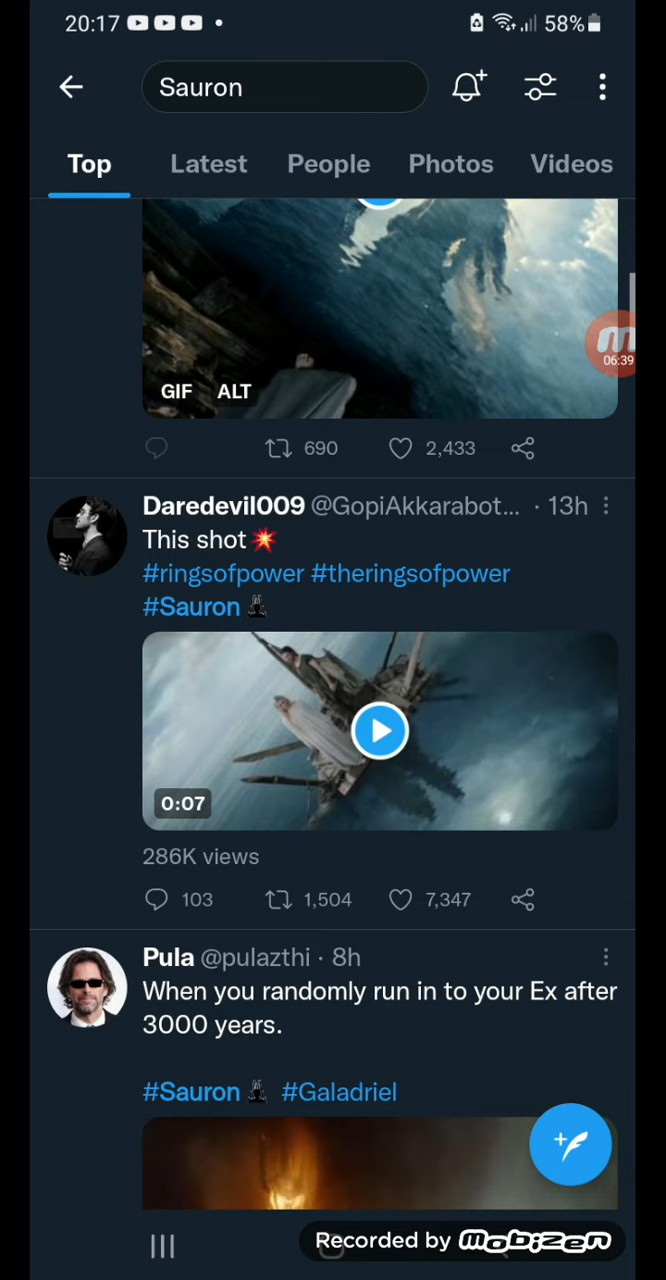 20:17
58%
Sauron
Top Latest People Photos Videos
06:39
GIF ALT
690 2,433
Daredevil009 @GopiAkkarabot... · 13h
This shot 💥
#ringsofpower #theringsofpower
#Sauron
0:07
286K views
103 1,504 7,347
Pula @pulazthi · 8h
When you randomly run in to your Ex after
3000 years.
#Sauron #Galadriel
Recorded by mobizen